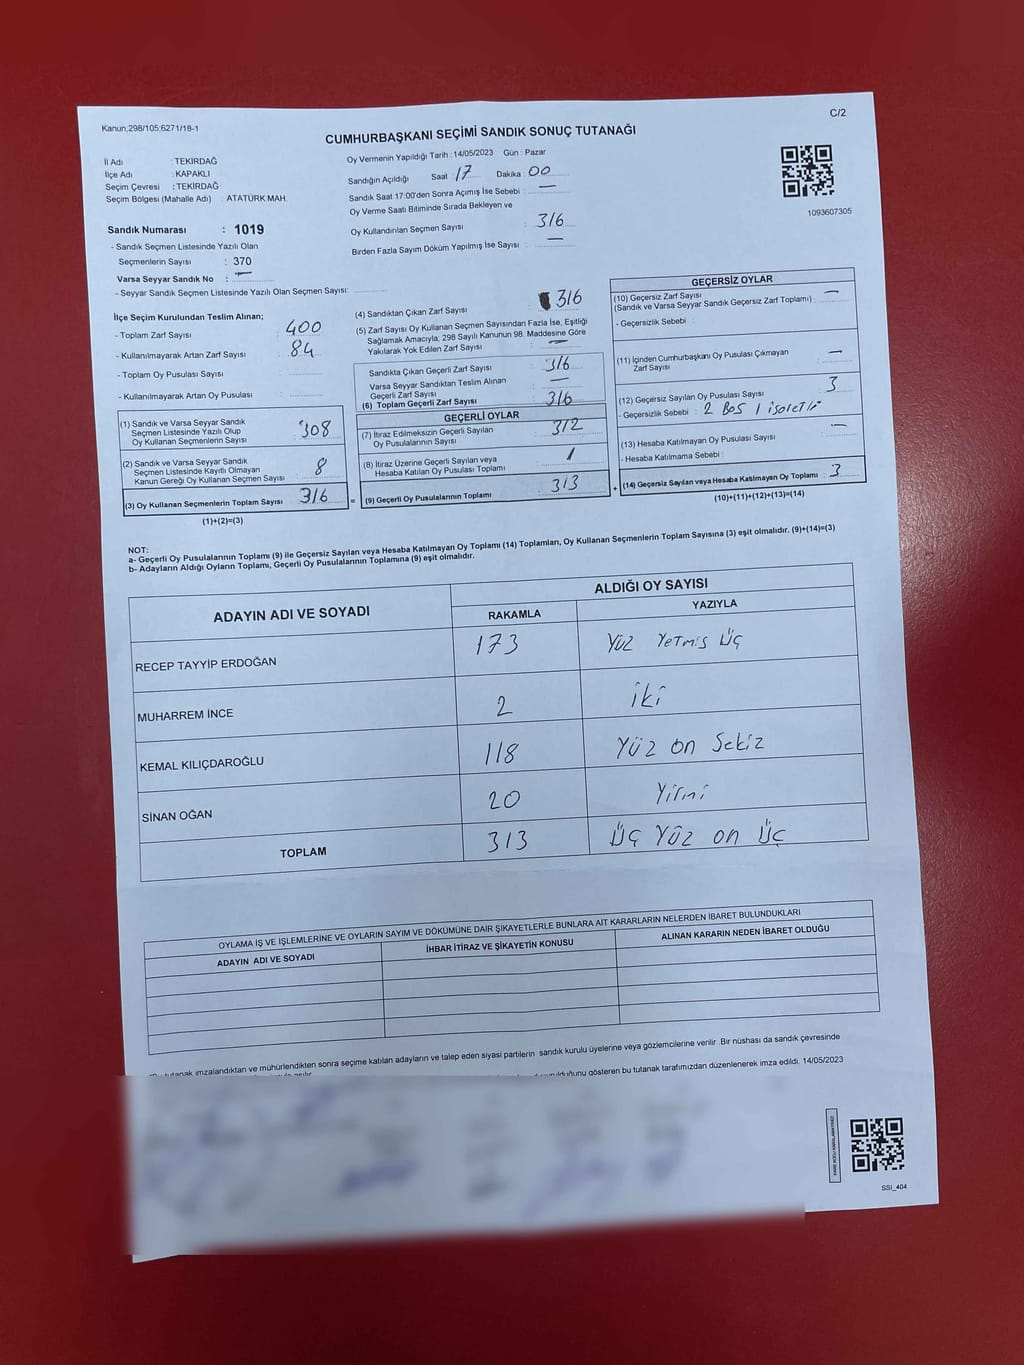 Kanun;298/105;6271/18-1
C/2
CUMHURBAŞKANI SEÇİMİ SANDIK SONUÇ TUTANAĞI
İl Adı : TEKİRDAĞ
İlçe Adı : KAPAKLI
Seçim Çevresi : TEKİRDAĞ
Seçim Bölgesi (Mahalle Adı) : ATATÜRK MAH.
Sandık Numarası : 1019
- Sandık Seçmen Listesinde Yazılı Olan
Seçmenlerin Sayısı : 370
Varsa Seyyar Sandık No : —
- Seyyar Sandık Seçmen Listesinde Yazılı Olan Seçmen Sayısı:
Oy Vermenin Yapıldığı Tarih : 14/05/2023 Gün : Pazar
Sandığın Açıldığı Saat : 17 Dakika : 00
Sandık Saat 17:00'den Sonra Açımış İse Sebebi : —
Oy Verme Saati Bitiminde Sırada Bekleyen ve
Oy Kullandırılan Seçmen Sayısı : 316
Birden Fazla Sayım Döküm Yapılmış İse Sayısı : —
1093607305
İlçe Seçim Kurulundan Teslim Alınan;
- Toplam Zarf Sayısı : 400
- Kullanılmayarak Artan Zarf Sayısı : 84
- Toplam Oy Pusulası Sayısı :
- Kullanılmayarak Artan Oy Pusulası :
(1) Sandık ve Varsa Seyyar Sandık
Seçmen Listesinde Yazılı Olup
Oy Kullanan Seçmenlerin Sayısı : 308
(2) Sandık ve Varsa Seyyar Sandık
Seçmen Listesinde Kayıtlı Olmayan
Kanun Gereği Oy Kullanan Seçmen Sayısı : 8
(3) Oy Kullanan Seçmenlerin Toplam Sayısı : 316
(1)+(2)=(3)
(4) Sandıktan Çıkan Zarf Sayısı : 316
(5) Zarf Sayısı Oy Kullanan Seçmen Sayısından Fazla İse, Eşitliği
Sağlamak Amacıyla, 298 Sayılı Kanunun 98. Maddesine Göre
Yakılarak Yok Edilen Zarf Sayısı : —
Sandıkta Çıkan Geçerli Zarf Sayısı : 316
Varsa Seyyar Sandıktan Teslim Alınan
Geçerli Zarf Sayısı : —
(6) Toplam Geçerli Zarf Sayısı : 316
GEÇERLİ OYLAR
(7) İtiraz Edilmeksizin Geçerli Sayılan
Oy Pusulalarının Sayısı : 312
(8) İtiraz Üzerine Geçerli Sayılan veya
Hesaba Katılan Oy Pusulası Toplamı : 1
= (9) Geçerli Oy Pusulalarının Toplamı : 313
GEÇERSİZ OYLAR
(10) Geçersiz Zarf Sayısı
(Sandık ve Varsa Seyyar Sandık Geçersiz Zarf Toplamı) : —
- Geçersizlik Sebebi :
(11) İçinden Cumhurbaşkanı Oy Pusulası Çıkmayan
Zarf Sayısı : —
(12) Geçersiz Sayılan Oy Pusulası Sayısı : 3
- Geçersizlik Sebebi : 2 BOŞ 1 işaretli
(13) Hesaba Katılmayan Oy Pusulası Sayısı : —
- Hesaba Katılmama Sebebi :
+ (14) Geçersiz Sayılan veya Hesaba Katılmayan Oy Toplamı : 3
(10)+(11)+(12)+(13)=(14)
NOT:
a- Geçerli Oy Pusulalarının Toplamı (9) ile Geçersiz Sayılan veya Hesaba Katılmayan Oy Toplamı (14) Toplamları, Oy Kullanan Seçmenlerin Toplam Sayısına (3) eşit olmalıdır. (9)+(14)=(3)
b- Adayların Aldığı Oyların Toplamı, Geçerli Oy Pusulalarının Toplamına (9) eşit olmalıdır.
ADAYIN ADI VE SOYADI
ALDIĞI OY SAYISI
RAKAMLA YAZIYLA
RECEP TAYYİP ERDOĞAN 173 Yüz Yetmiş Üç
MUHARREM İNCE 2 iki
KEMAL KILIÇDAROĞLU 118 Yüz on Sekiz
SİNAN OĞAN 20 Yirmi
TOPLAM 313 Üç Yüz on Üç
OYLAMA İŞ VE İŞLEMLERİNE VE OYLARIN SAYIM VE DÖKÜMÜNE DAİR ŞİKAYETLERLE BUNLARA AİT KARARLARIN NELERDEN İBARET BULUNDUKLARI
ADAYIN ADI VE SOYADI İHBAR İTİRAZ VE ŞİKAYETİN KONUSU ALINAN KARARIN NEDEN İBARET OLDUĞU
tutanak imzalandıktan ve mühürlendikten sonra seçime katılan adayların ve talep eden siyasi partilerin sandık kurulu üyelerine veya gözlemcilerine verilir. Bir nüshası da sandık çevresinde
gösteren bu tutanak tarafımızdan düzenlenerek imza edildi. 14/05/2023
SSI_404